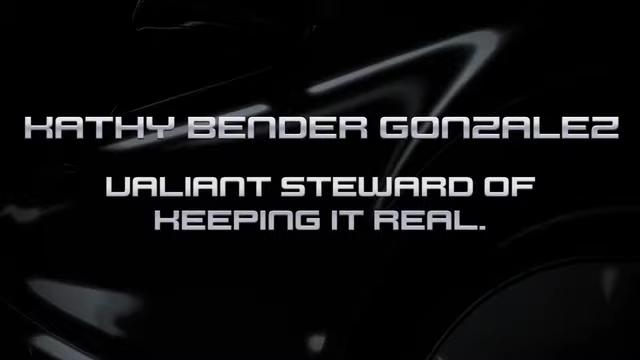 KATHY BENDER GONZALEZ
VALIANT STEWARD OF
KEEPING IT REAL.